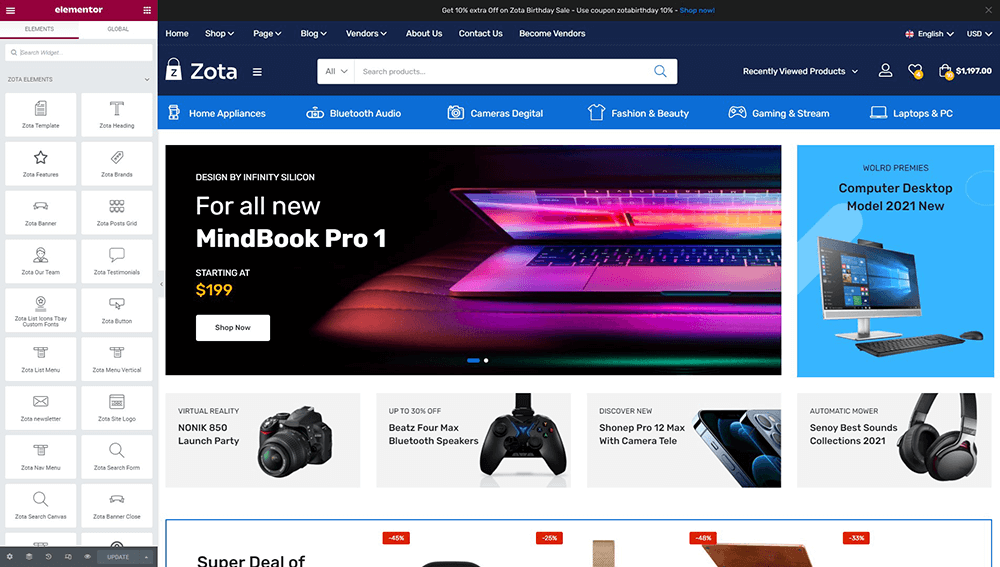 elementor
ELEMENTS
GLOBAL
Search Widget...
ZOTA ELEMENTS
Zota Template
Zota Heading
Zota Features
Zota Brands
Zota Banner
Zota Posts Grid
Zota Our Team
Zota Testimonials
Zota List Icons Tbay
Custom Fonts
Zota Button
Zota List Menu
Zota Menu Vertical
Zota newsletter
Zota Site Logo
Zota Nav Menu
Zota Search Form
Zota Search Canvas
Zota Banner Close
UPDATE
Get 10% extra Off on Zota Birthday Sale - Use coupon zotabirthday 10% - Shop now!
Home Shop Page Blog Vendors About Us Contact Us Become Vendors
English USD
Z Zota
All Search products...
Recently Viewed Products
$1,197.00
Home Appliances
Bluetooth Audio
Cameras Degital
Fashion & Beauty
Gaming & Stream
Laptops & PC
DESIGN BY INFINITY SILICON
For all new
MindBook Pro 1
STARTING AT
$199
Shop Now
WOLRD PREMIES
Computer Desktop
Model 2021 New
VIRTUAL REALITY
NONIK 850
Launch Party
UP TO 30% OFF
Beatz Four Max
Bluetooth Speakers
DISCOVER NEW
Shonep Pro 12 Max
With Camera Tele
AUTOMATIC MOWER
Senoy Best Sounds
Collections 2021
Super Deal of
-45%
-25%
-48%
-33%